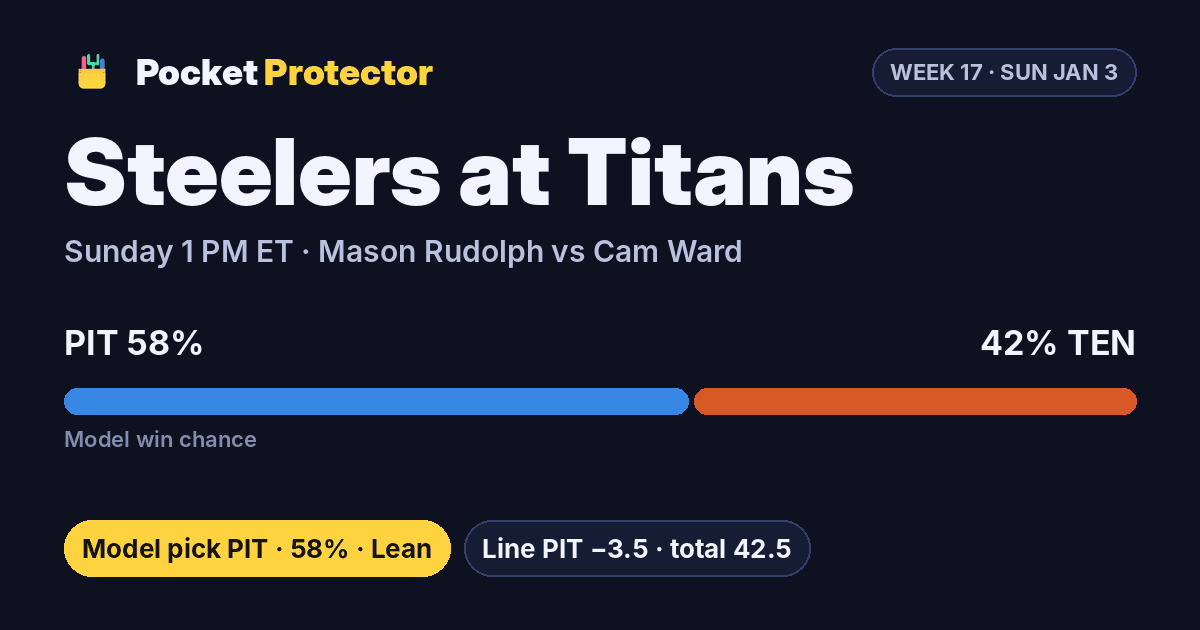 Pocket Protector
WEEK 17 · SUN JAN 3
Steelers at Titans
Sunday 1 PM ET · Mason Rudolph vs Cam Ward
PIT 58%
42% TEN
Model win chance
Model pick PIT · 58% · Lean
Line PIT −3.5 · total 42.5